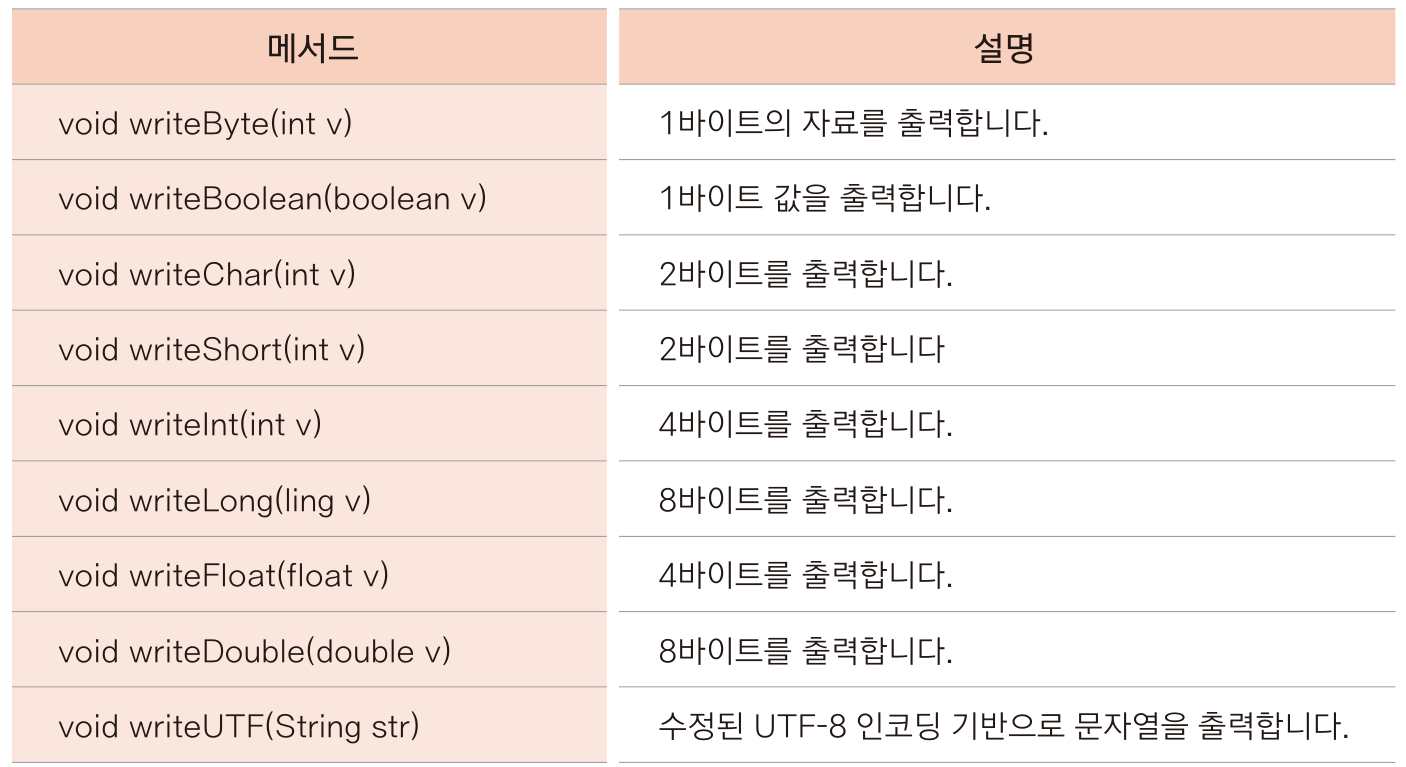 메서드 설명
void writeByte(int v) 1바이트의 자료를 출력합니다.
void writeBoolean(boolean v) 1바이트 값을 출력합니다.
void writeChar(int v) 2바이트를 출력합니다.
void writeShort(int v) 2바이트를 출력합니다
void writeInt(int v) 4바이트를 출력합니다.
void writeLong(ling v) 8바이트를 출력합니다.
void writeFloat(float v) 4바이트를 출력합니다.
void writeDouble(double v) 8바이트를 출력합니다.
void writeUTF(String str) 수정된 UTF-8 인코딩 기반으로 문자열을 출력합니다.